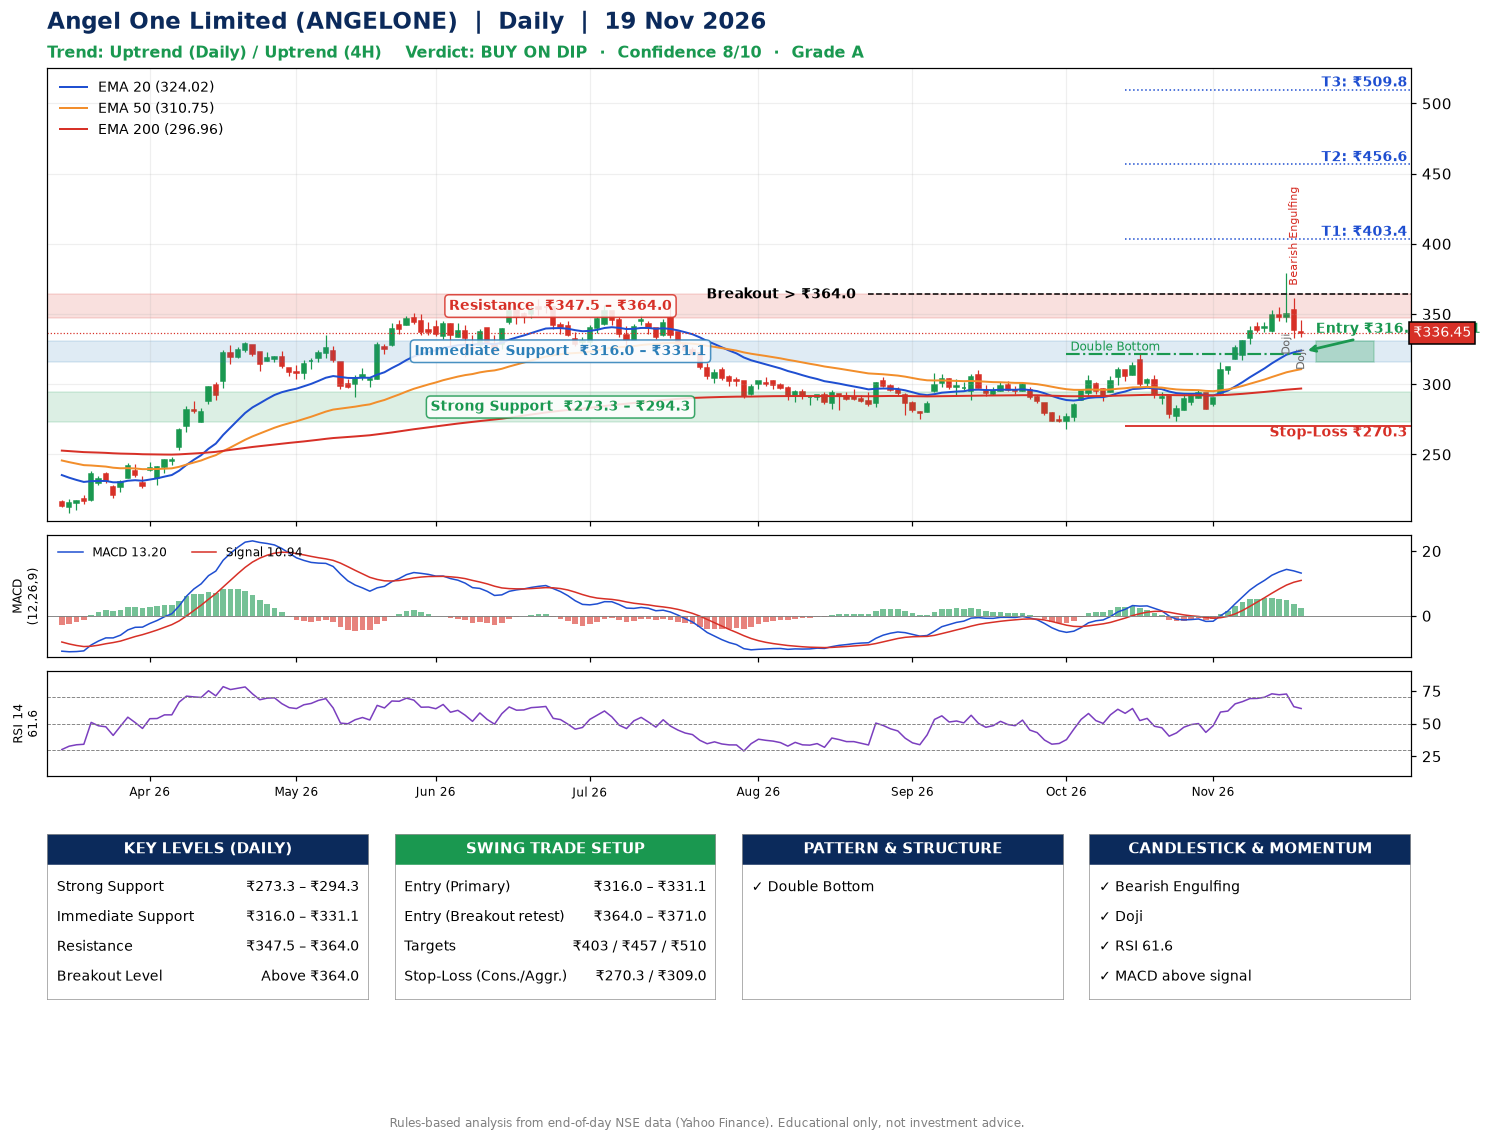 Angel One Limited (ANGELONE) | Daily | 19 Nov 2026
Trend: Uptrend (Daily) / Uptrend (4H) Verdict: BUY ON DIP · Confidence 8/10 · Grade A
EMA 20 (324.02)
EMA 50 (310.75)
EMA 200 (296.96)
T3: ₹509.8
T2: ₹456.6
T1: ₹403.4
Bearish Engulfing
Breakout > ₹364.0
Resistance ₹347.5 – ₹364.0
Immediate Support ₹316.0 – ₹331.1
Strong Support ₹273.3 – ₹294.3
Double Bottom
Doji
Doji
Entry ₹316.
₹336.45
Stop-Loss ₹270.3
500
450
400
350
300
250
MACD 13.20 Signal 10.94
MACD
(12,26,9)
20
0
RSI 14
61.6
75
50
25
Apr 26 May 26 Jun 26 Jul 26 Aug 26 Sep 26 Oct 26 Nov 26
KEY LEVELS (DAILY)
Strong Support ₹273.3 – ₹294.3
Immediate Support ₹316.0 – ₹331.1
Resistance ₹347.5 – ₹364.0
Breakout Level Above ₹364.0
SWING TRADE SETUP
Entry (Primary) ₹316.0 – ₹331.1
Entry (Breakout retest) ₹364.0 – ₹371.0
Targets ₹403 / ₹457 / ₹510
Stop-Loss (Cons./Aggr.) ₹270.3 / ₹309.0
PATTERN & STRUCTURE
✓ Double Bottom
CANDLESTICK & MOMENTUM
✓ Bearish Engulfing
✓ Doji
✓ RSI 61.6
✓ MACD above signal
Rules-based analysis from end-of-day NSE data (Yahoo Finance). Educational only, not investment advice.